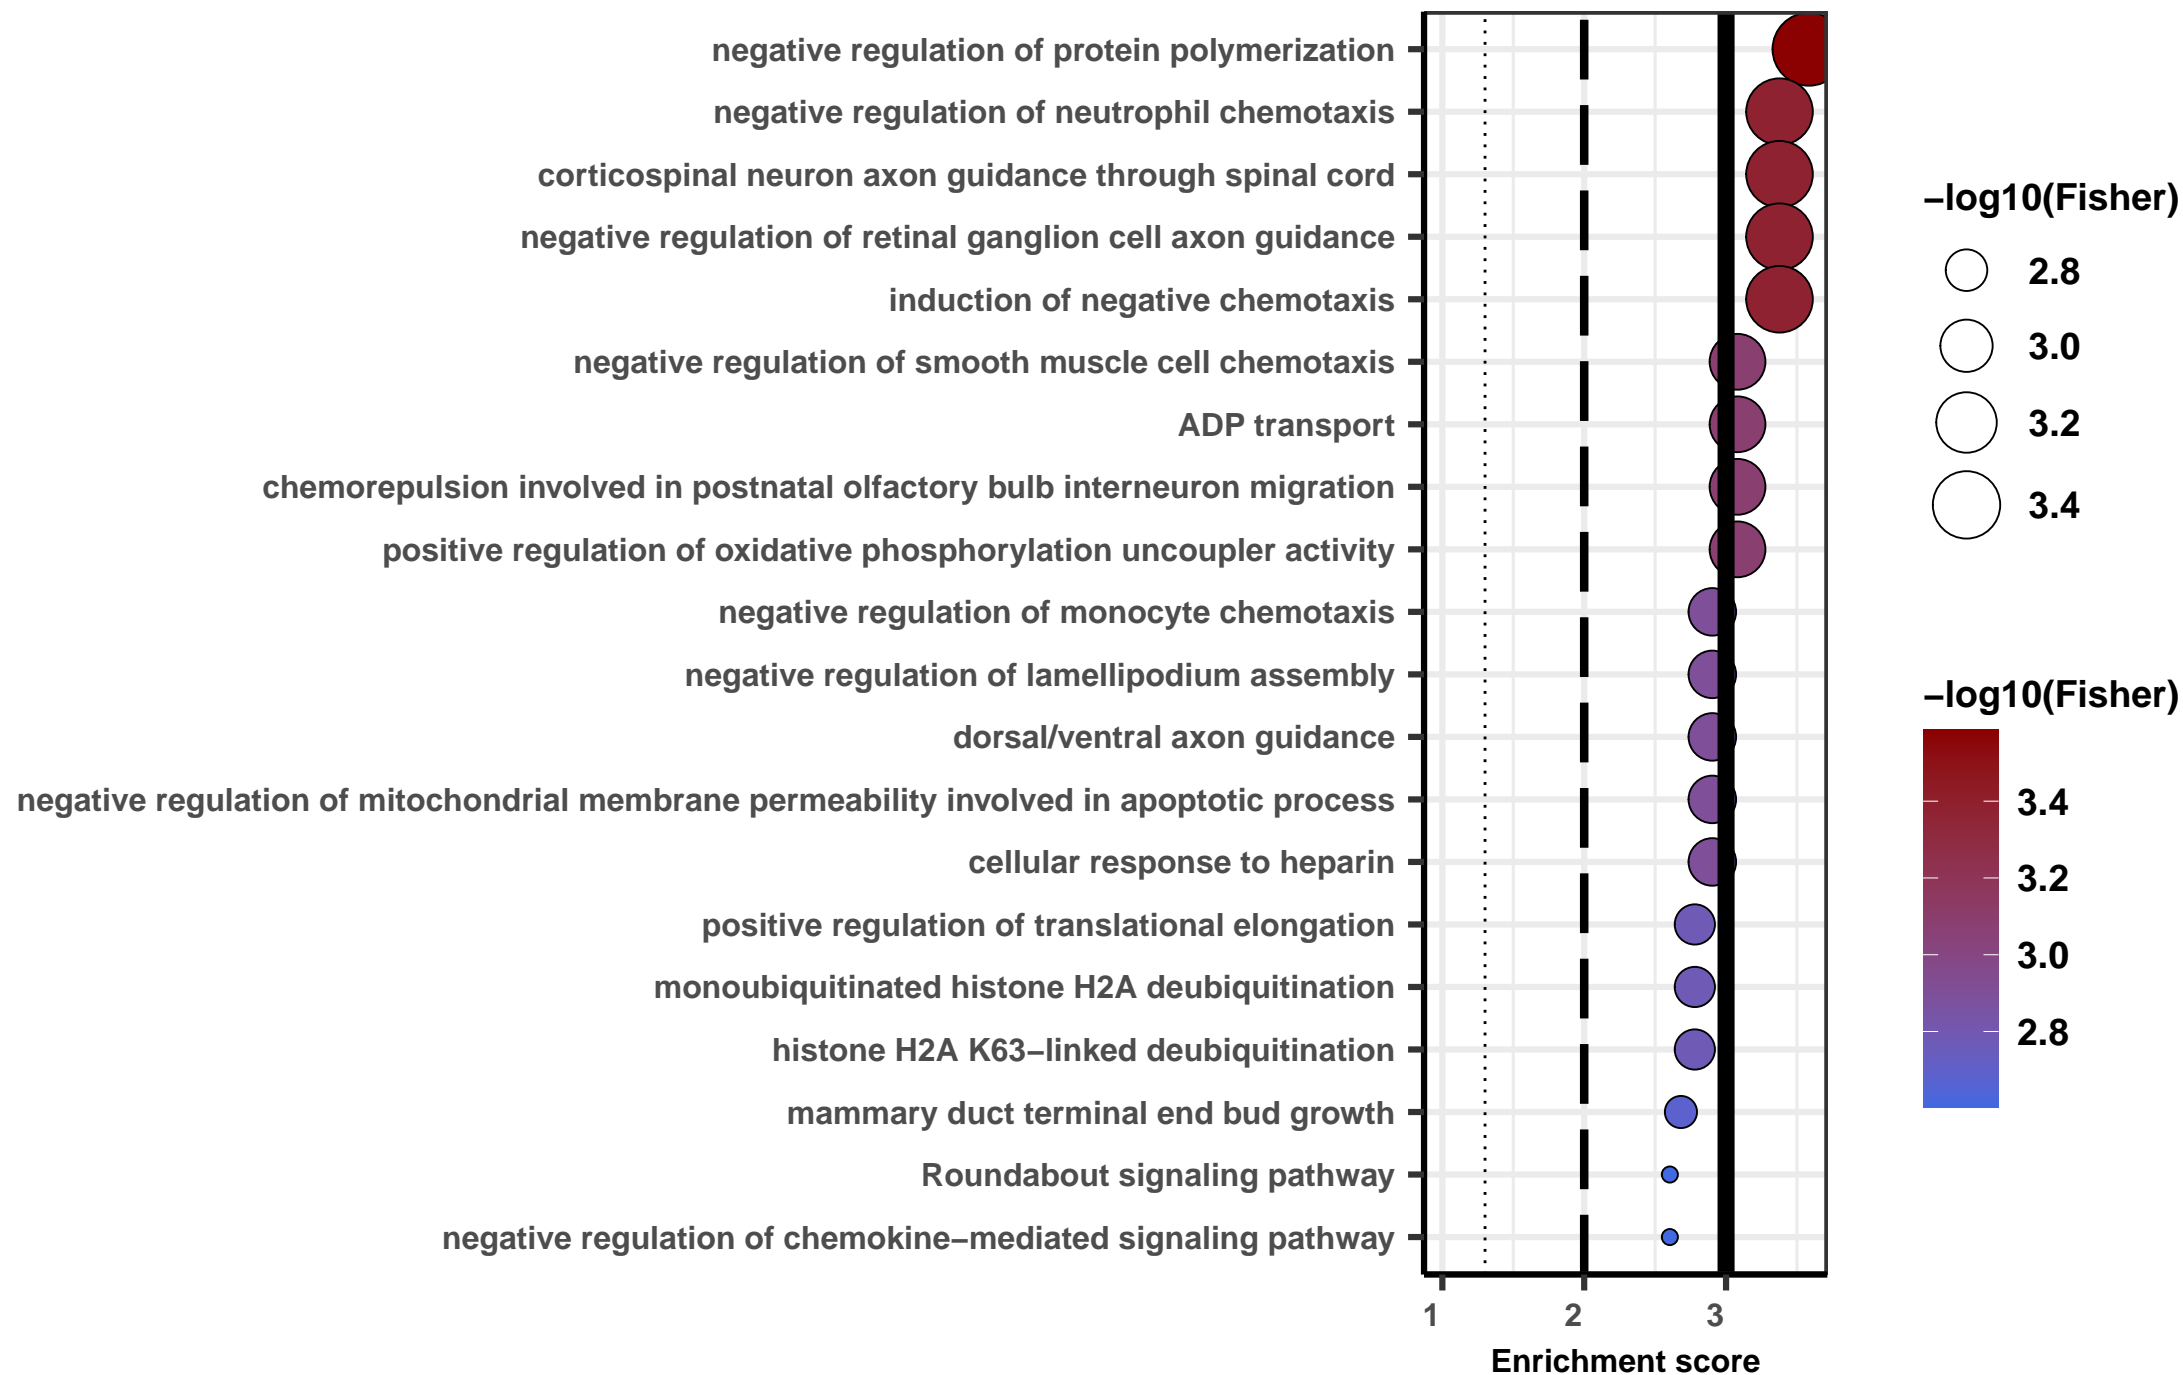 negative regulation of protein polymerization
negative regulation of neutrophil chemotaxis
corticospinal neuron axon guidance through spinal cord
negative regulation of retinal ganglion cell axon guidance
induction of negative chemotaxis
negative regulation of smooth muscle cell chemotaxis
ADP transport
chemorepulsion involved in postnatal olfactory bulb interneuron migration
positive regulation of oxidative phosphorylation uncoupler activity
negative regulation of monocyte chemotaxis
negative regulation of lamellipodium assembly
dorsal/ventral axon guidance
negative regulation of mitochondrial membrane permeability involved in apoptotic process
cellular response to heparin
positive regulation of translational elongation
monoubiquitinated histone H2A deubiquitination
histone H2A K63−linked deubiquitination
mammary duct terminal end bud growth
Roundabout signaling pathway
negative regulation of chemokine−mediated signaling pathway
1 2 3
Enrichment score
−log10(Fisher)
2.8
3.0
3.2
3.4
−log10(Fisher)
3.4
3.2
3.0
2.8